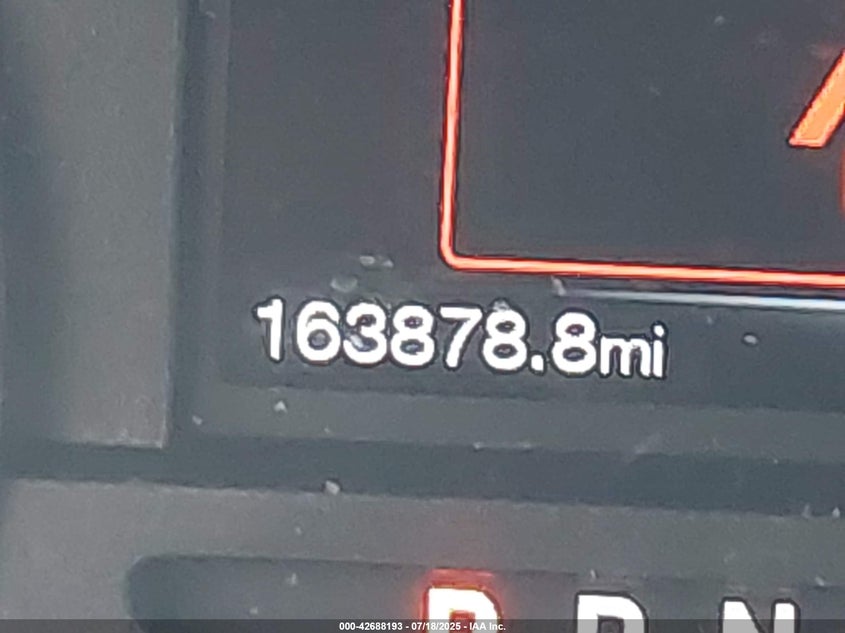 163878.8mi
P R N
000-42688193 - 07/18/2025 - IAA Inc.